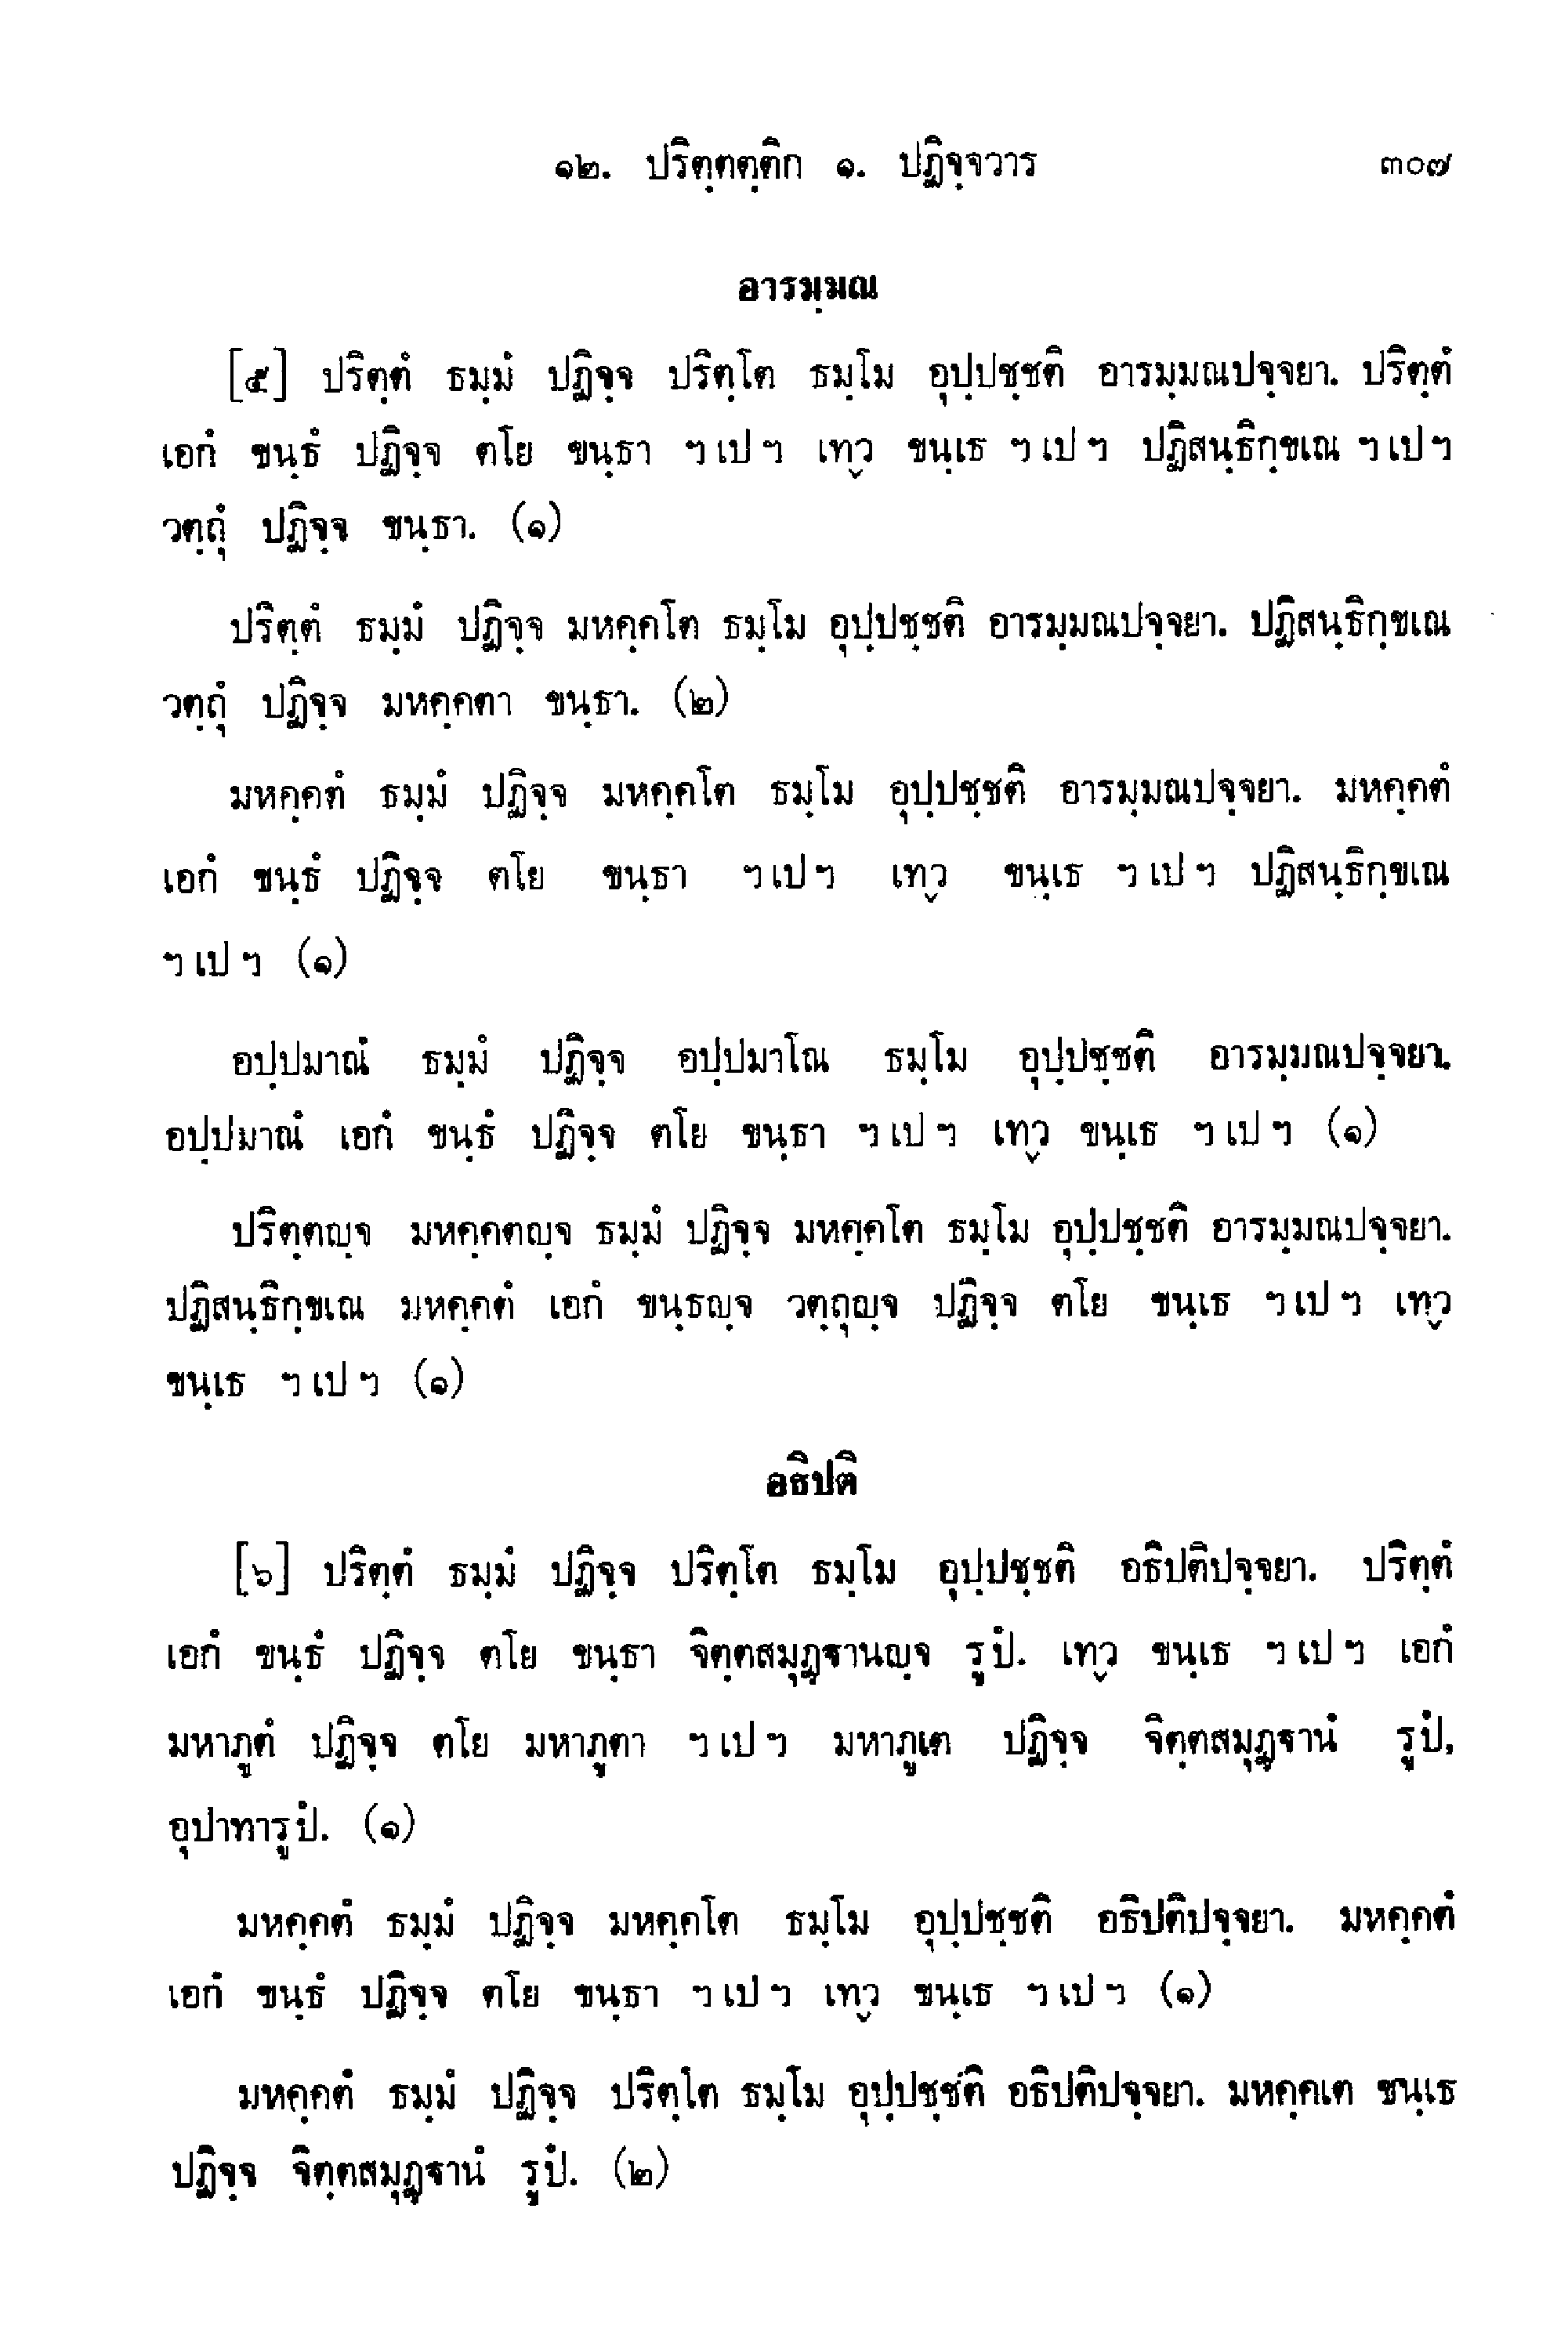 ๑๒. ปริตฺตตฺติก ๑. ปฏิจฺจวาร ๓๐๗
อารมฺมณ
[๕] ปริตฺตํ ธมฺมํ ปฏิจฺจ ปริตฺโต ธมฺโม อุปฺปชฺชติ อารมฺมณปจฺจยา. ปริตฺตํ
เอกํ ขนฺธํ ปฏิจฺจ ตโย ขนฺธา ฯ เป ฯ เทฺว ขนฺเธ ฯ เป ฯ ปฏิสนฺธิกฺขเณ ฯ เป ฯ
วตฺถุํ ปฏิจฺจ ขนฺธา. (๑)
ปริตฺตํ ธมฺมํ ปฏิจฺจ มหคฺคโต ธมฺโม อุปฺปชฺชติ อารมฺมณปจฺจยา. ปฏิสนฺธิกฺขเณ
วตฺถุํ ปฏิจฺจ มหคฺคตา ขนฺธา. (๒)
มหคฺคตํ ธมฺมํ ปฏิจฺจ มหคฺคโต ธมฺโม อุปฺปชฺชติ อารมฺมณปจฺจยา. มหคฺคตํ
เอกํ ขนฺธํ ปฏิจฺจ ตโย ขนฺธา ฯ เป ฯ เทฺว ขนฺเธ ฯ เป ฯ ปฏิสนฺธิกฺขเณ
ฯ เป ฯ (๑)
อปฺปมาณํ ธมฺมํ ปฏิจฺจ อปฺปมาโณ ธมฺโม อุปฺปชฺชติ อารมฺมณปจฺจยา.
อปฺปมาณํ เอกํ ขนฺธํ ปฏิจฺจ ตโย ขนฺธา ฯ เป ฯ เทฺว ขนฺเธ ฯ เป ฯ (๑)
ปริตฺตญฺจ มหคฺคตญฺจ ธมฺมํ ปฏิจฺจ มหคฺคโต ธมฺโม อุปฺปชฺชติ อารมฺมณปจฺจยา.
ปฏิสนฺธิกฺขเณ มหคฺคตํ เอกํ ขนฺธญฺจ วตฺถุญฺจ ปฏิจฺจ ตโย ขนฺเธ ฯ เป ฯ เทฺว
ขนฺเธ ฯ เป ฯ (๑)
อธิปติ
[๖] ปริตฺตํ ธมฺมํ ปฏิจฺจ ปริตฺโต ธมฺโม อุปฺปชฺชติ อธิปติปจฺจยา. ปริตฺตํ
เอกํ ขนฺธํ ปฏิจฺจ ตโย ขนฺธา จิตฺตสมุฏฺฐานญฺจ รูปํ. เทฺว ขนฺเธ ฯ เป ฯ เอกํ
มหาภูตํ ปฏิจฺจ ตโย มหาภูตา ฯ เป ฯ มหาภูเต ปฏิจฺจ จิตฺตสมุฏฺฐานํ รูปํ,
อุปาทารูปํ. (๑)
มหคฺคตํ ธมฺมํ ปฏิจฺจ มหคฺคโต ธมฺโม อุปฺปชฺชติ อธิปติปจฺจยา. มหคฺคตํ
เอกํ ขนฺธํ ปฏิจฺจ ตโย ขนฺธา ฯ เป ฯ เทฺว ขนฺเธ ฯ เป ฯ (๑)
มหคฺคตํ ธมฺมํ ปฏิจฺจ ปริตฺโต ธมฺโม อุปฺปชฺชติ อธิปติปจฺจยา. มหคฺคเต ขนฺเธ
ปฏิจฺจ จิตฺตสมุฏฺฐานํ รูปํ. (๒)